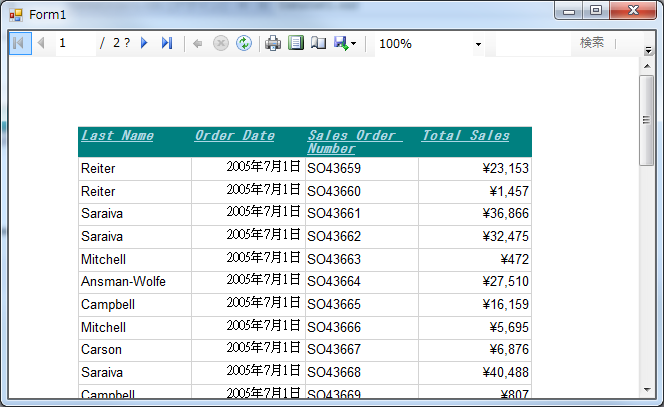 Form1
1 / 2 ? 100% 検索
Last Name Order Date Sales Order Total Sales
Number
Reiter 2005年7月1日 SO43659 ¥23,153
Reiter 2005年7月1日 SO43660 ¥1,457
Saraiva 2005年7月1日 SO43661 ¥36,866
Saraiva 2005年7月1日 SO43662 ¥32,475
Mitchell 2005年7月1日 SO43663 ¥472
Ansman-Wolfe 2005年7月1日 SO43664 ¥27,510
Campbell 2005年7月1日 SO43665 ¥16,159
Mitchell 2005年7月1日 SO43666 ¥5,695
Carson 2005年7月1日 SO43667 ¥6,876
Saraiva 2005年7月1日 SO43668 ¥40,488
Campbell 2005年7月1日 SO43669 ¥807